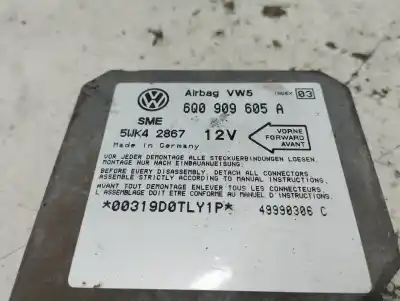 Airbag VW5 INDEX 03
6Q0 909 605 A
SME
5WK4 2867 12V
Made in Germany
VORNE
FORWARD
AVANT
VOR JEDER DEMONTAGE ALLE STECKVERBINDUNGEN LOESEN.
MONTAGE NUR NACH EINBAUANWEISUNG.
BEFORE EVERY DISASSEMBLY, DETACH ALL CONNECTORS
ASSEMBLE STRICTLY ACCORDING TO MANUAL INSTRUCTIONS.
AVANT TOUT DEMONTAGE ENLEVER TOUS LES CONNECTEURS
L'ASSEMBLAGE DOIT ETRE CONFORME AU MANUEL D'INSTRUCTIONS
*00319D0TLY1P* 49990306 C